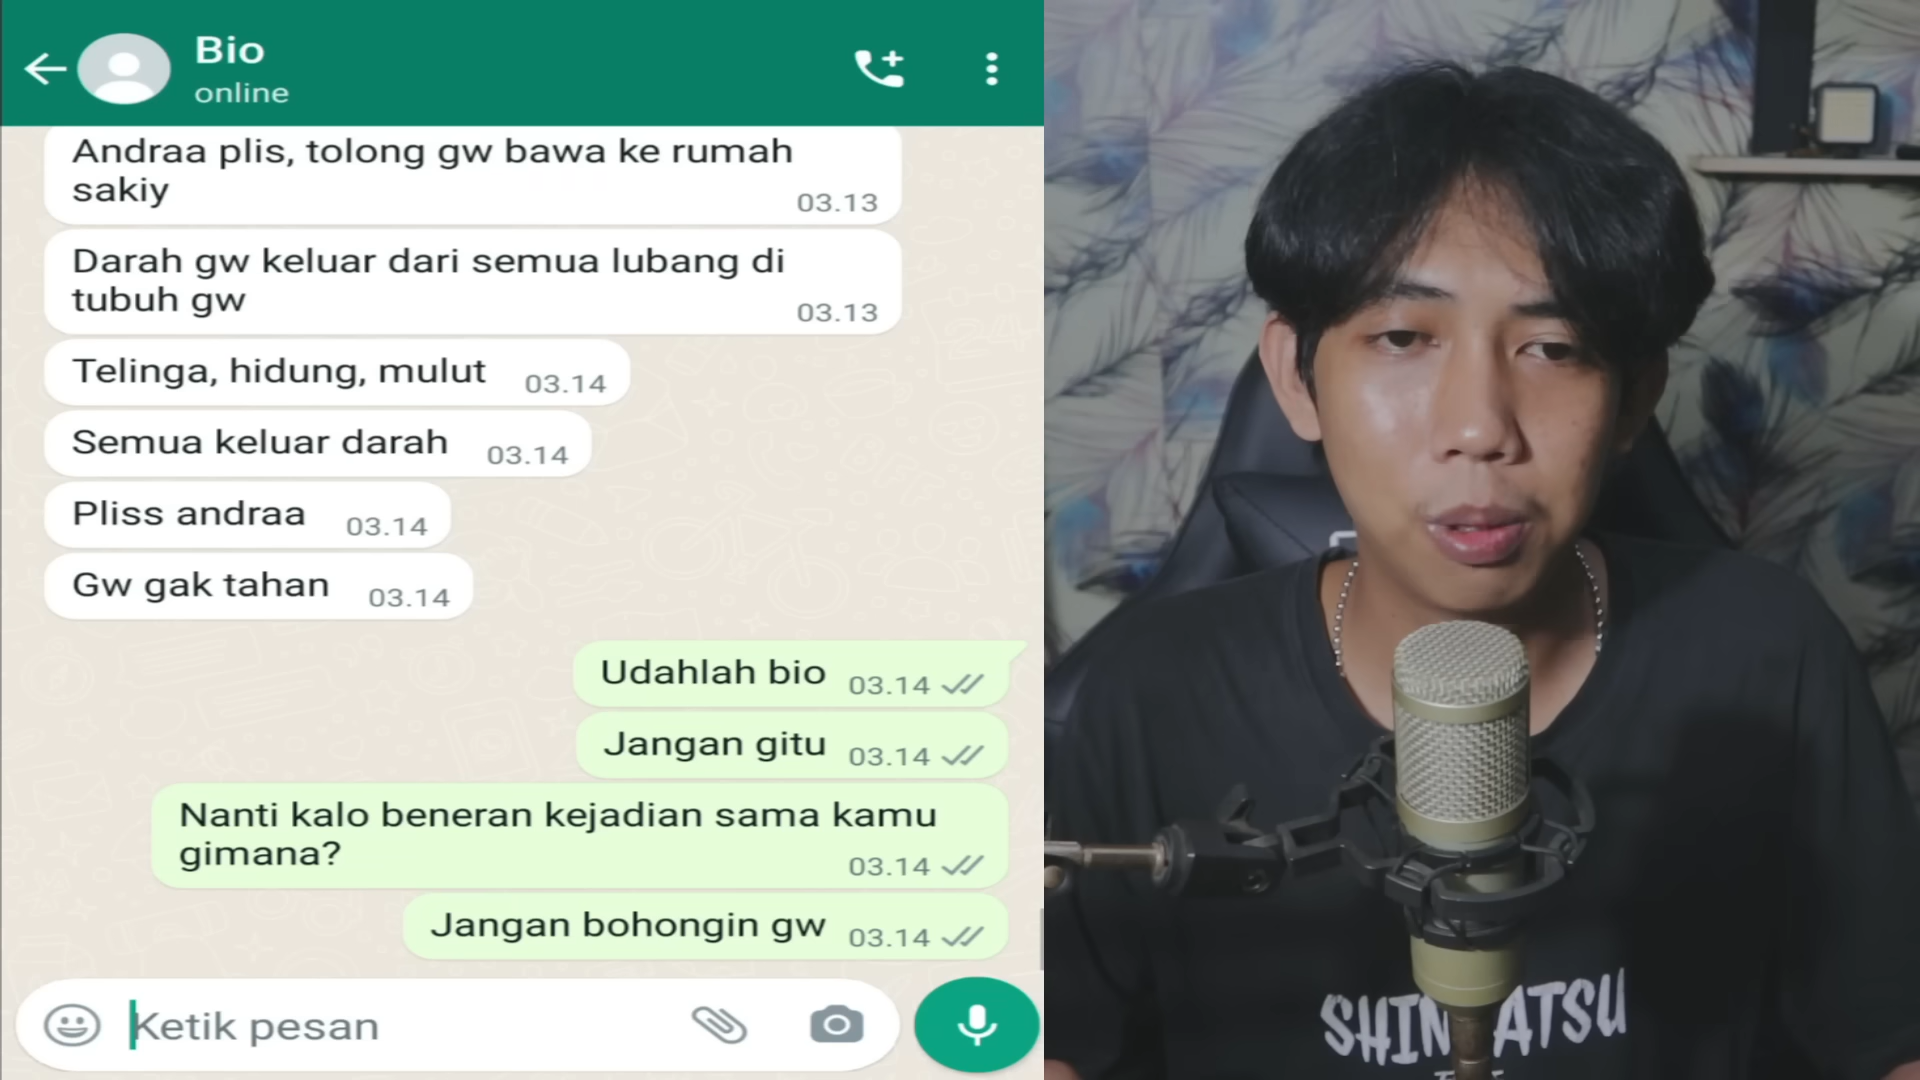 Bio
online
Andraa plis, tolong gw bawa ke rumah
sakiy
03.13
Darah gw keluar dari semua lubang di
tubuh gw
03.13
Telinga, hidung, mulut 03.14
Semua keluar darah 03.14
Pliss andraa 03.14
Gw gak tahan 03.14
Udahlah bio 03.14
Jangan gitu 03.14
Nanti kalo beneran kejadian sama kamu
gimana?
03.14
Jangan bohongin gw 03.14
Ketik pesan